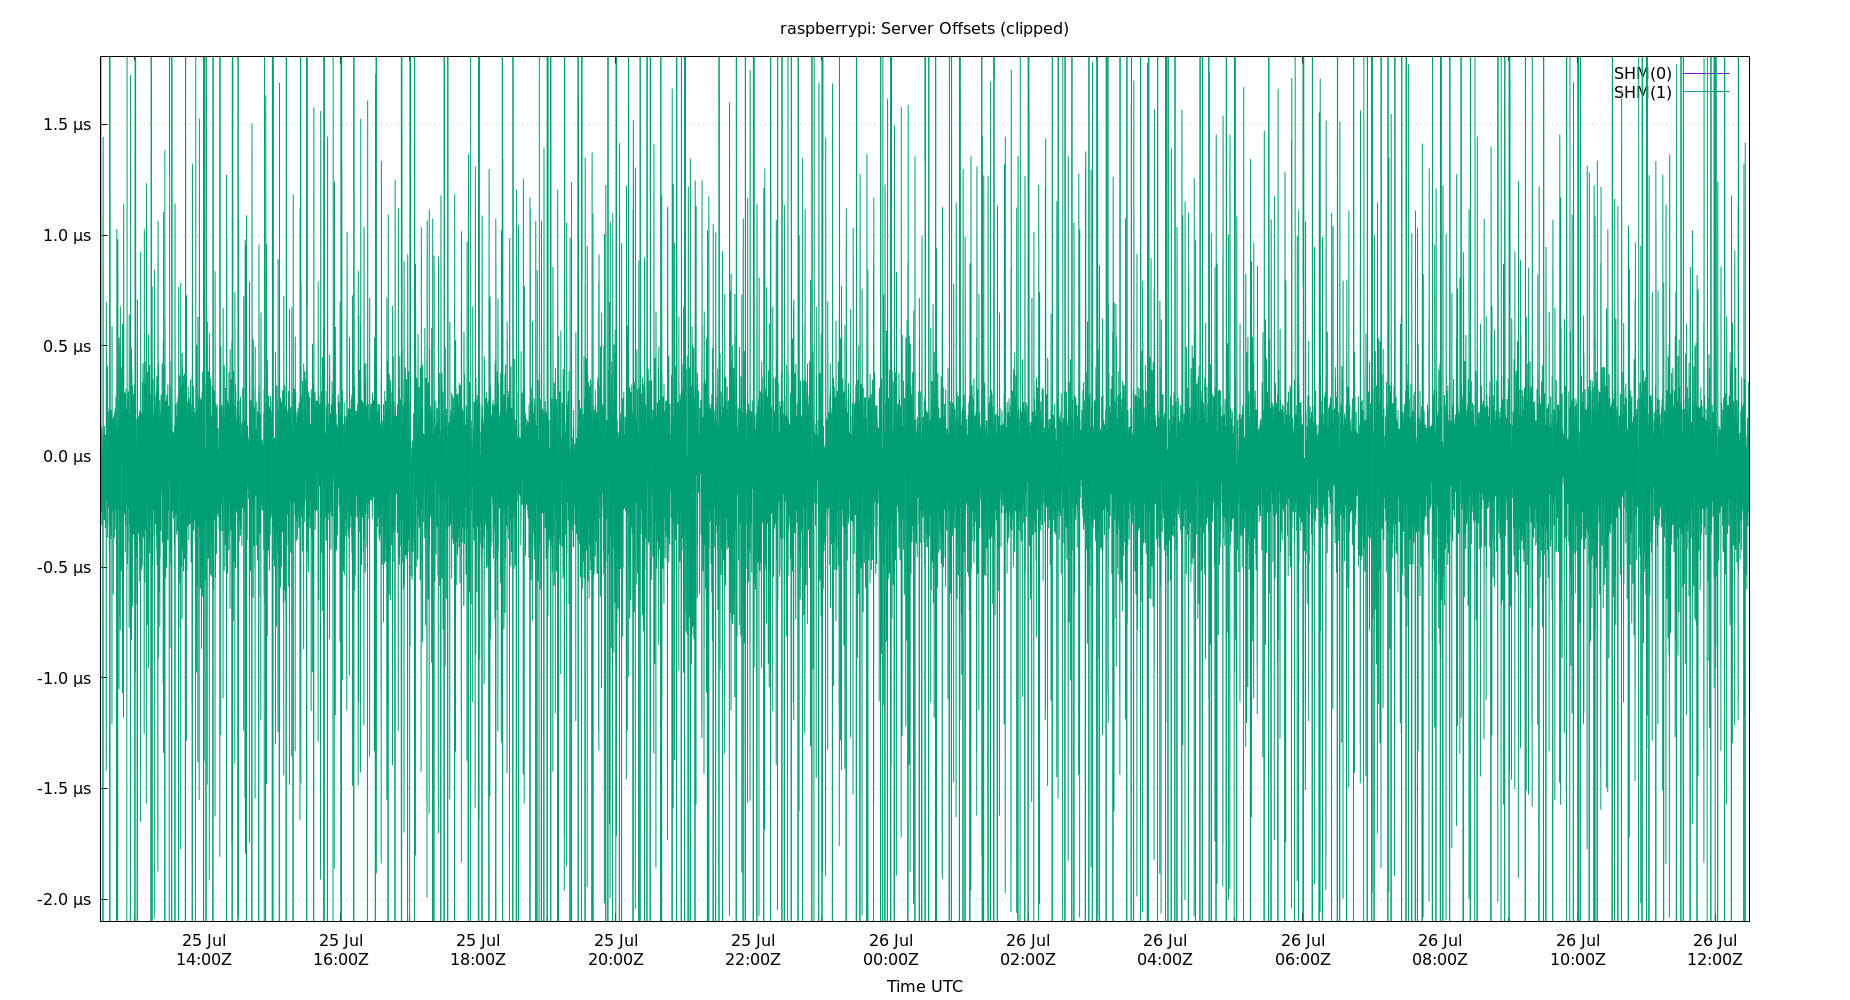 raspberrypi: Server Offsets (clipped)
SHM(0)
SHM(1)
1.5 µs
1.0 µs
0.5 µs
0.0 µs
-0.5 µs
-1.0 µs
-1.5 µs
-2.0 µs
25 Jul 25 Jul 25 Jul 25 Jul 25 Jul 26 Jul 26 Jul 26 Jul 26 Jul 26 Jul 26 Jul 26 Jul
14:00Z 16:00Z 18:00Z 20:00Z 22:00Z 00:00Z 02:00Z 04:00Z 06:00Z 08:00Z 10:00Z 12:00Z
Time UTC